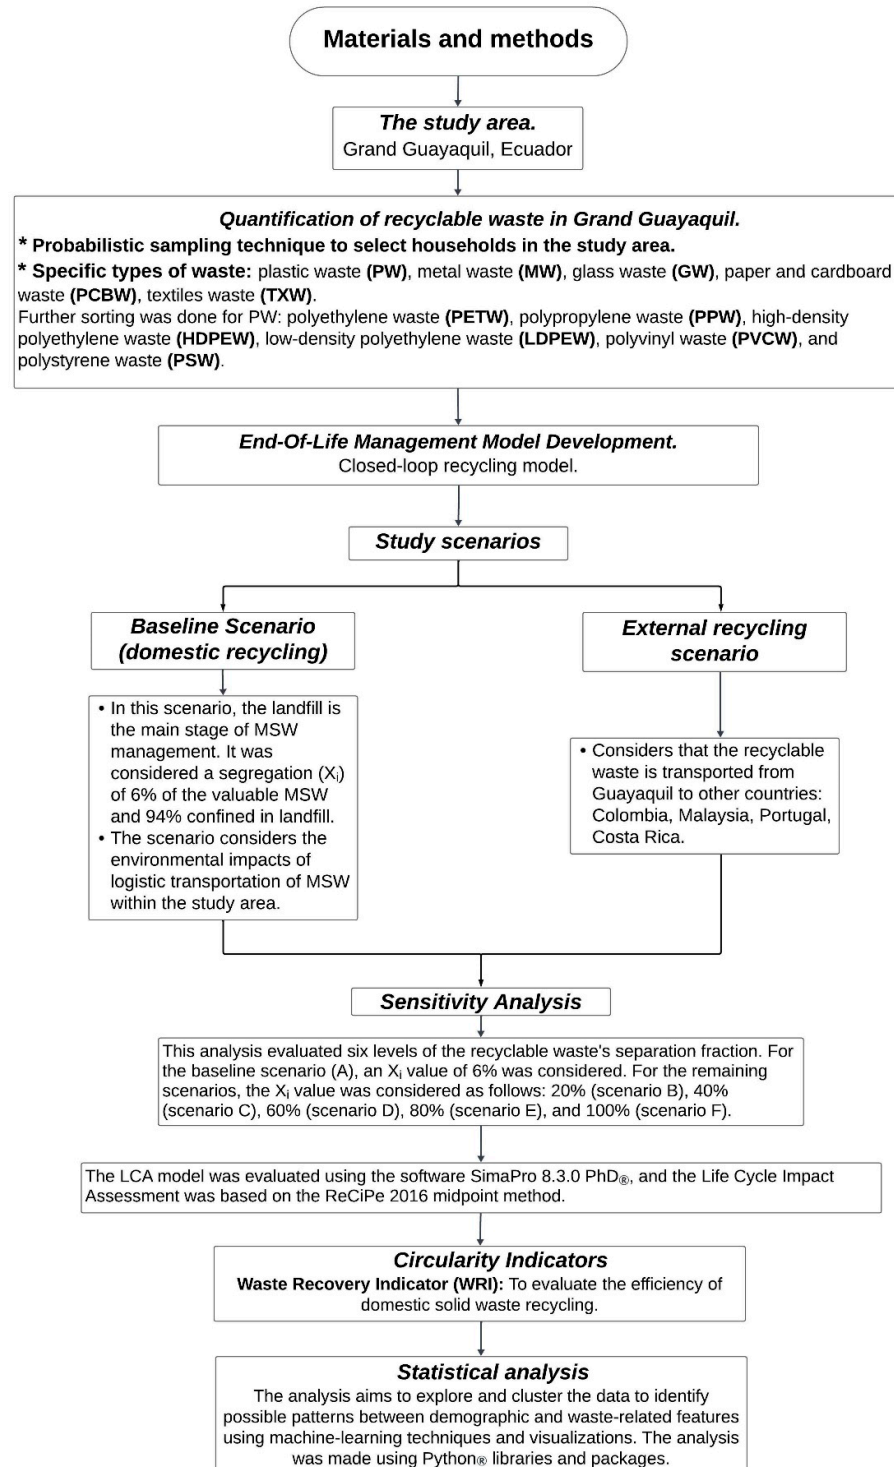 Materials and methods
The study area.
Grand Guayaquil, Ecuador
Quantification of recyclable waste in Grand Guayaquil.
* Probabilistic sampling technique to select households in the study area.
* Specific types of waste: plastic waste (PW), metal waste (MW), glass waste (GW), paper and cardboard
waste (PCBW), textiles waste (TXW).
Further sorting was done for PW: polyethylene waste (PETW), polypropylene waste (PPW), high-density
polyethylene waste (HDPEW), low-density polyethylene waste (LDPEW), polyvinyl waste (PVCW), and
polystyrene waste (PSW).
End-Of-Life Management Model Development.
Closed-loop recycling model.
Study scenarios
Baseline Scenario
(domestic recycling)
• In this scenario, the landfill is
the main stage of MSW
management. It was
considered a segregation (Xi)
of 6% of the valuable MSW
and 94% confined in landfill.
• The scenario considers the
environmental impacts of
logistic transportation of MSW
within the study area.
External recycling
scenario
• Considers that the recyclable
waste is transported from
Guayaquil to other countries:
Colombia, Malaysia, Portugal,
Costa Rica.
Sensitivity Analysis
This analysis evaluated six levels of the recyclable waste's separation fraction. For
the baseline scenario (A), an Xi value of 6% was considered. For the remaining
scenarios, the Xi value was considered as follows: 20% (scenario B), 40%
(scenario C), 60% (scenario D), 80% (scenario E), and 100% (scenario F).
The LCA model was evaluated using the software SimaPro 8.3.0 PhD®, and the Life Cycle Impact
Assessment was based on the ReCiPe 2016 midpoint method.
Circularity Indicators
Waste Recovery Indicator (WRI): To evaluate the efficiency of
domestic solid waste recycling.
Statistical analysis
The analysis aims to explore and cluster the data to identify
possible patterns between demographic and waste-related features
using machine-learning techniques and visualizations. The analysis
was made using Python® libraries and packages.